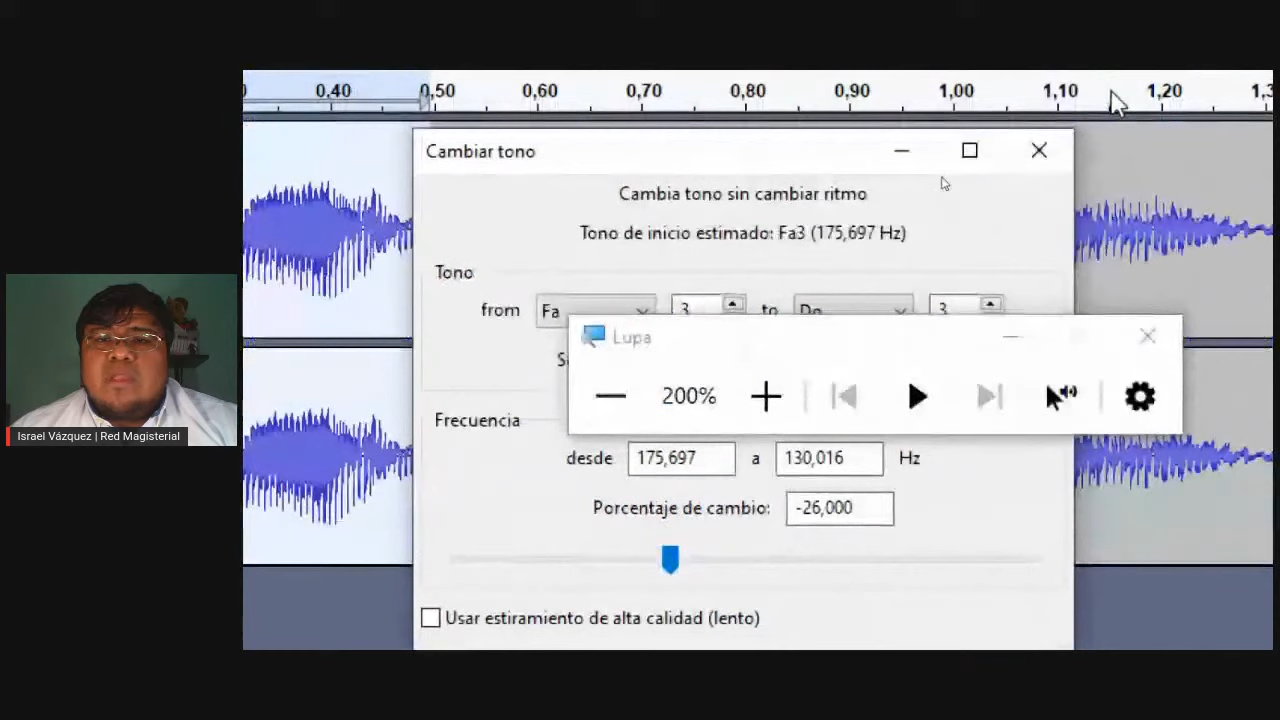 0,40 0,50 0,60 0,70 0,80 0,90 1,00 1,10 1,20 1,3
Cambiar tono
Cambia tono sin cambiar ritmo
Tono de inicio estimado: Fa3 (175,697 Hz)
Tono
from Fa 3 to Do 3
Lupa
200%
Frecuencia
desde 175,697 a 130,016 Hz
Porcentaje de cambio: -26,000
Usar estiramiento de alta calidad (lento)
Israel Vázquez | Red Magisterial